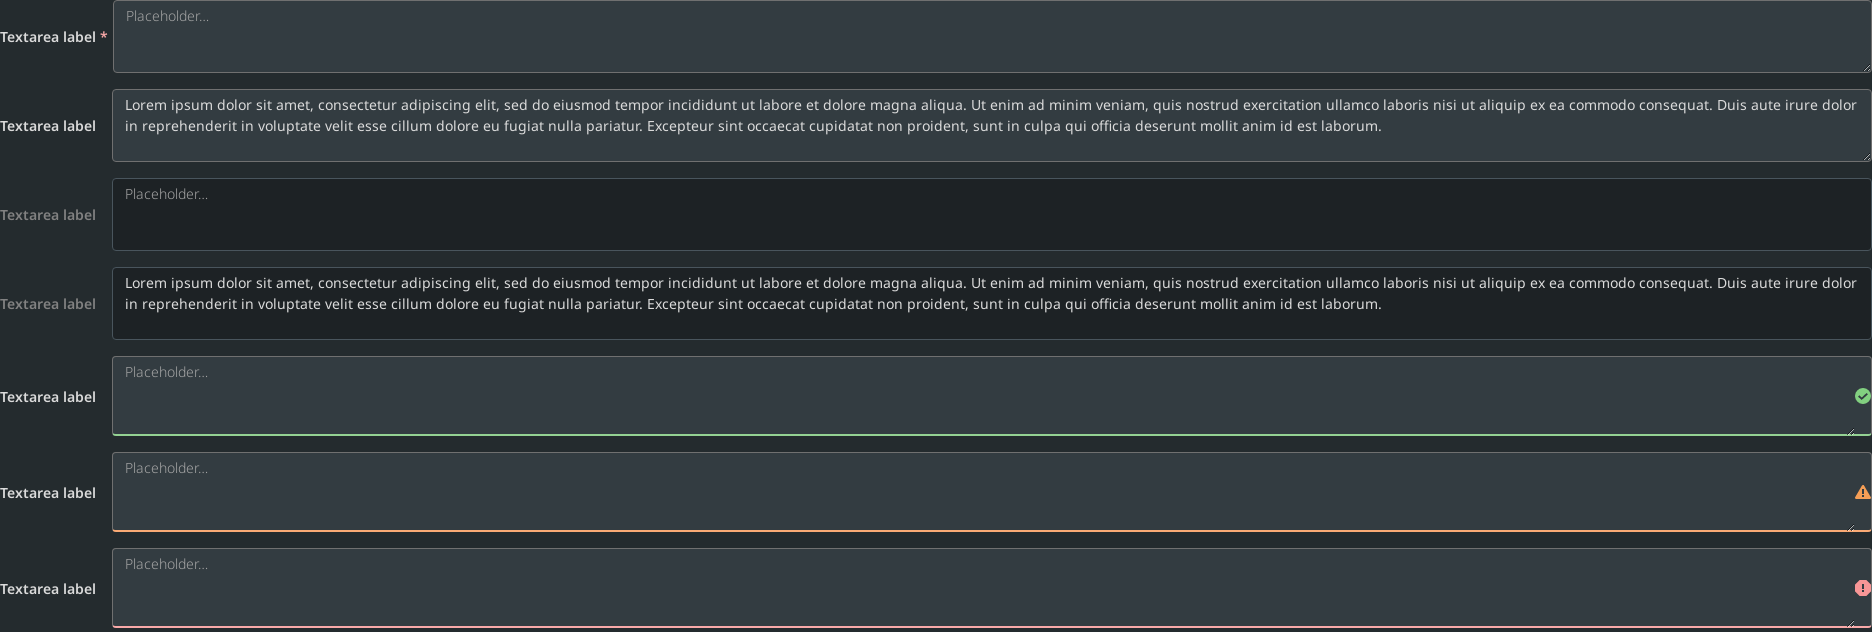 Textarea label *
Placeholder...
Textarea label
Lorem ipsum dolor sit amet, consectetur adipiscing elit, sed do eiusmod tempor incididunt ut labore et dolore magna aliqua. Ut enim ad minim veniam, quis nostrud exercitation ullamco laboris nisi ut aliquip ex ea commodo consequat. Duis aute irure dolor
in reprehenderit in voluptate velit esse cillum dolore eu fugiat nulla pariatur. Excepteur sint occaecat cupidatat non proident, sunt in culpa qui officia deserunt mollit anim id est laborum.
Textarea label
Placeholder...
Textarea label
Lorem ipsum dolor sit amet, consectetur adipiscing elit, sed do eiusmod tempor incididunt ut labore et dolore magna aliqua. Ut enim ad minim veniam, quis nostrud exercitation ullamco laboris nisi ut aliquip ex ea commodo consequat. Duis aute irure dolor
in reprehenderit in voluptate velit esse cillum dolore eu fugiat nulla pariatur. Excepteur sint occaecat cupidatat non proident, sunt in culpa qui officia deserunt mollit anim id est laborum.
Textarea label
Placeholder...
Textarea label
Placeholder...
Textarea label
Placeholder...